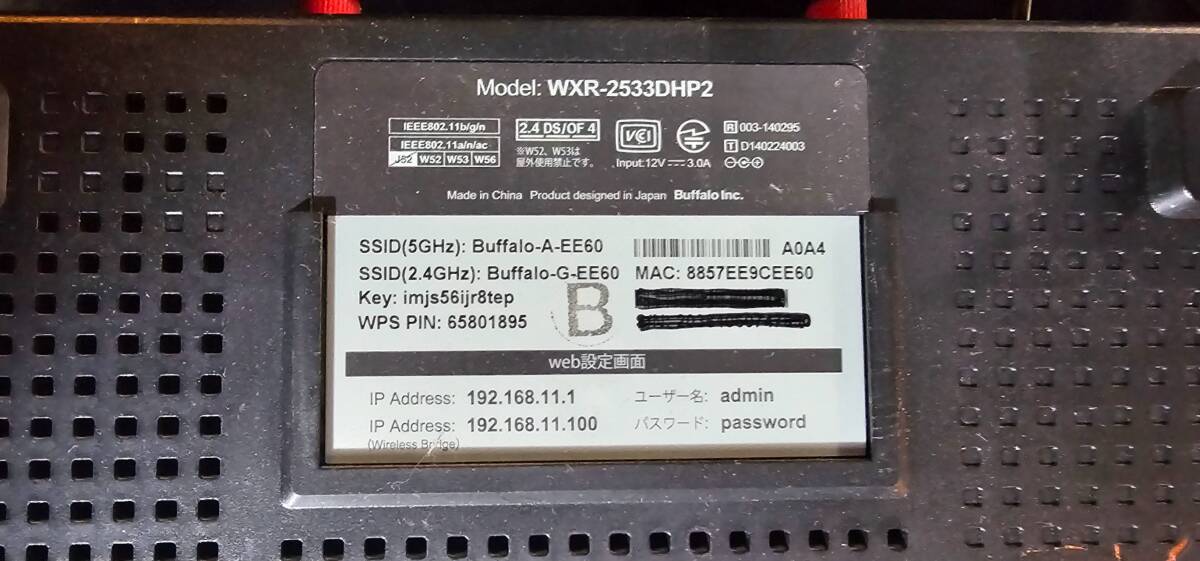 Model: WXR-2533DHP2
IEEE802.11b/g/n
IEEE802.11a/n/ac
J52 W52 W53 W56
2.4 DS/OF 4
※W52、W53は
屋外使用禁止です。
VCI
Input:12V 3.0A
R 003-140295
T D140224003
Made in China Product designed in Japan Buffalo Inc.
SSID(5GHz): Buffalo-A-EE60
A0A4
SSID(2.4GHz): Buffalo-G-EE60
MAC: 8857EE9CEE60
Key: imjs56ijr8tep
B
WPS PIN: 65801895
web設定画面
IP Address: 192.168.11.1
ユーザー名: admin
IP Address: 192.168.11.100
(Wireless Bridge)
パスワード: password